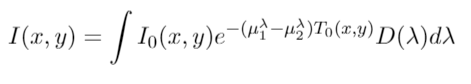 I(x, y) = ∫ I₀(x, y)e^{−(μ₁^λ−μ₂^λ)T₀(x,y)} D(λ)dλ